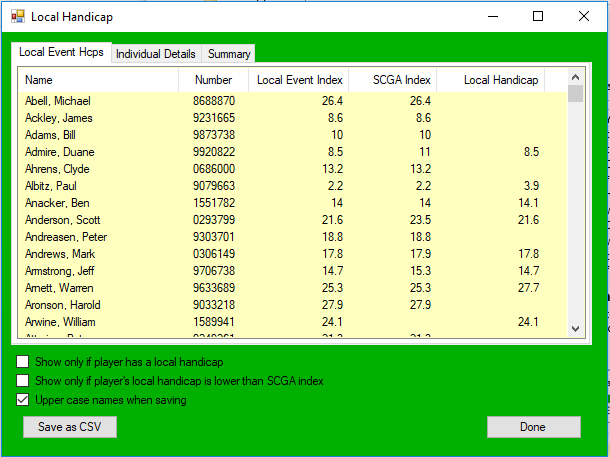 Local Handicap
Local Event Hcps Individual Details Summary
Name Number Local Event Index SCGA Index Local Handicap
Abell, Michael 8688870 26.4 26.4
Ackley, James 9231665 8.6 8.6
Adams, Bill 9873738 10 10
Admire, Duane 9920822 8.5 11 8.5
Ahrens, Clyde 0686000 13.2 13.2
Albitz, Paul 9079663 2.2 2.2 3.9
Anacker, Ben 1551782 14 14 14.1
Anderson, Scott 0293799 21.6 23.5 21.6
Andreasen, Peter 9303701 18.8 18.8
Andrews, Mark 0306149 17.8 17.9 17.8
Armstrong, Jeff 9706738 14.7 15.3 14.7
Arnett, Warren 9633689 25.3 25.3 27.7
Aronson, Harold 9033218 27.9 27.9
Arwine, William 1589941 24.1 24.1
Show only if player has a local handicap
Show only if player's local handicap is lower than SCGA index
Upper case names when saving
Save as CSV Done